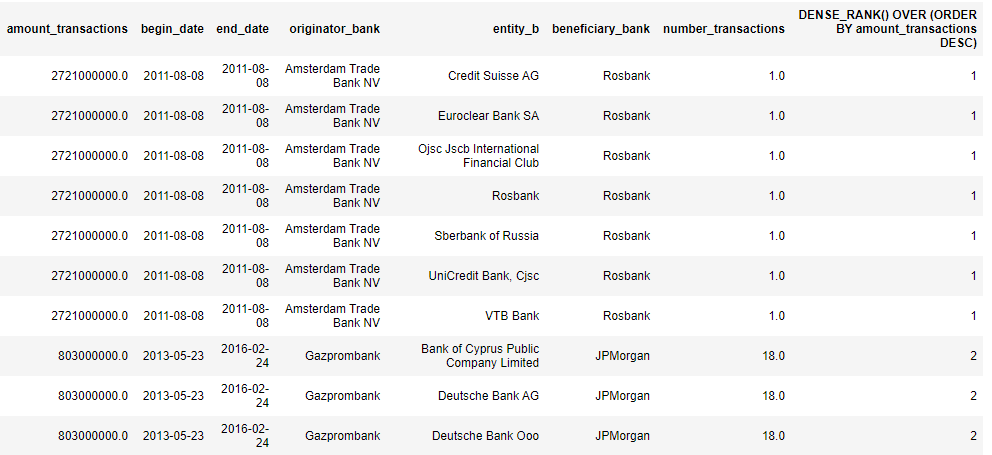 amount_transactions begin_date end_date originator_bank entity_b beneficiary_bank number_transactions DENSE_RANK() OVER (ORDER
BY amount_transactions
DESC)
2721000000.0 2011-08-08 2011-08-
08 Amsterdam Trade
Bank NV Credit Suisse AG Rosbank 1.0 1
2721000000.0 2011-08-08 2011-08-
08 Amsterdam Trade
Bank NV Euroclear Bank SA Rosbank 1.0 1
2721000000.0 2011-08-08 2011-08-
08 Amsterdam Trade
Bank NV Ojsc Jscb International
Financial Club Rosbank 1.0 1
2721000000.0 2011-08-08 2011-08-
08 Amsterdam Trade
Bank NV Rosbank Rosbank 1.0 1
2721000000.0 2011-08-08 2011-08-
08 Amsterdam Trade
Bank NV Sberbank of Russia Rosbank 1.0 1
2721000000.0 2011-08-08 2011-08-
08 Amsterdam Trade
Bank NV UniCredit Bank, Cjsc Rosbank 1.0 1
2721000000.0 2011-08-08 2011-08-
08 Amsterdam Trade
Bank NV VTB Bank Rosbank 1.0 1
803000000.0 2013-05-23 2016-02-
24 Gazprombank Bank of Cyprus Public
Company Limited JPMorgan 18.0 2
803000000.0 2013-05-23 2016-02-
24 Gazprombank Deutsche Bank AG JPMorgan 18.0 2
803000000.0 2013-05-23 2016-02-
24 Gazprombank Deutsche Bank Ooo JPMorgan 18.0 2